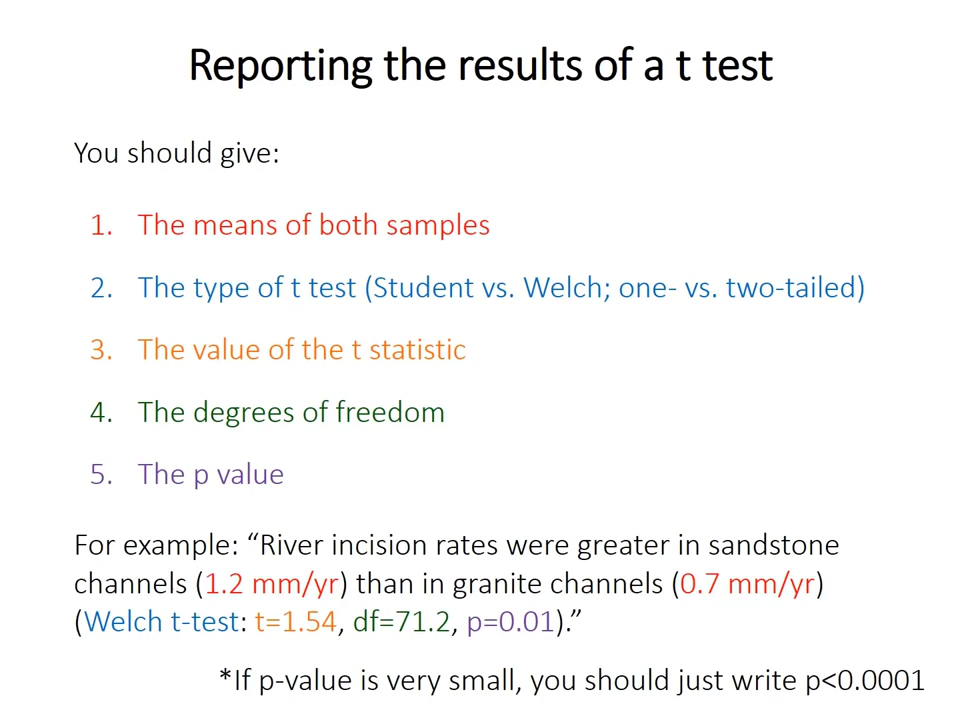 Reporting the results of a t test
You should give:
1. The means of both samples
2. The type of t test (Student vs. Welch; one- vs. two-tailed)
3. The value of the t statistic
4. The degrees of freedom
5. The p value
For example: “River incision rates were greater in sandstone
channels (1.2 mm/yr) than in granite channels (0.7 mm/yr)
(Welch t-test: t=1.54, df=71.2, p=0.01).”
*If p-value is very small, you should just write p<0.0001